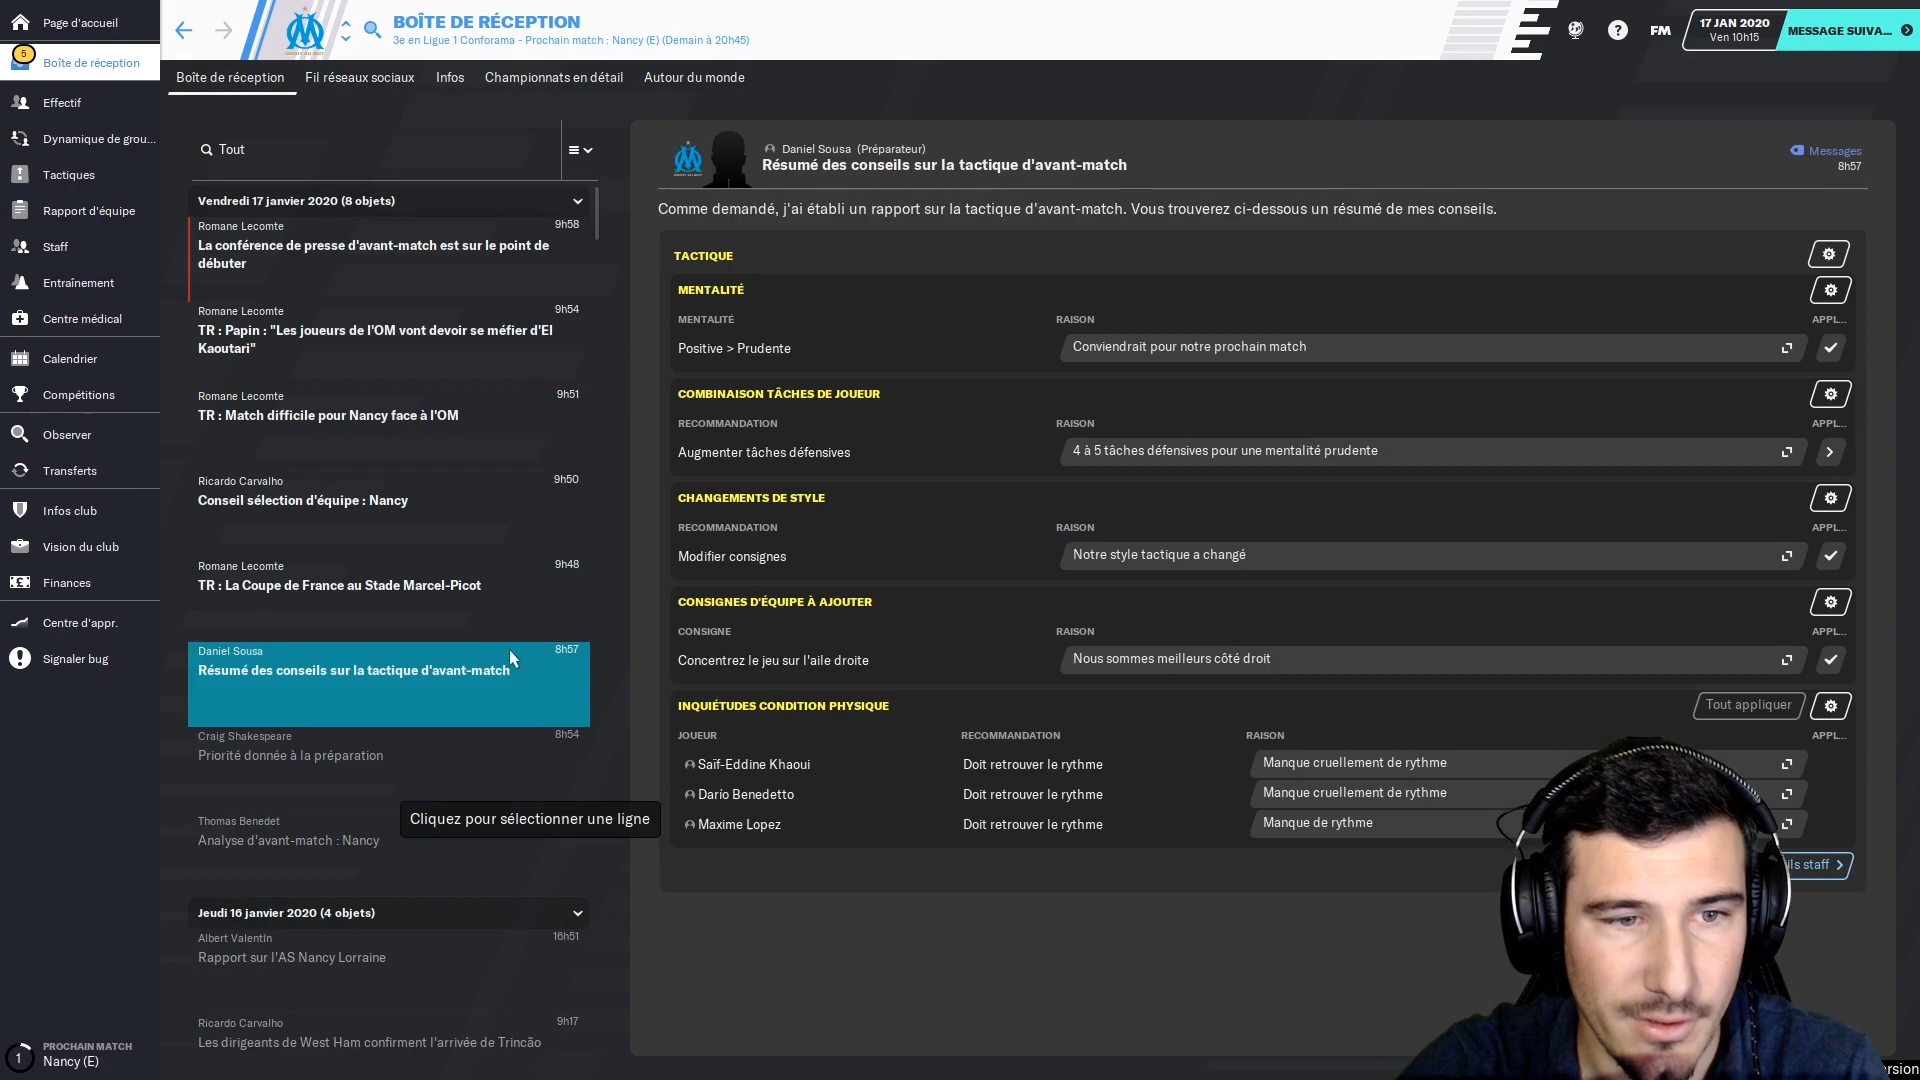 Page d'accueil
5
Boîte de réception
Effectif
Dynamique de grou...
Tactiques
Rapport d'équipe
Staff
Entraînement
Centre médical
Calendrier
Compétitions
Observer
Transferts
Infos club
Vision du club
Finances
Centre d'appr.
Signaler bug
1
PROCHAIN MATCH
Nancy (E)
BOÎTE DE RÉCEPTION
3e en Ligue 1 Conforama - Prochain match : Nancy (E) (Demain à 20h45)
FM
17 JAN 2020
Ven 10h15
MESSAGE SUIVA...
Boîte de réception
Fil réseaux sociaux
Infos
Championnats en détail
Autour du monde
Tout
Vendredi 17 janvier 2020 (8 objets)
Romane Lecomte 9h58
La conférence de presse d'avant-match est sur le point de
débuter
Romane Lecomte 9h54
TR : Papin : "Les joueurs de l'OM vont devoir se méfier d'El
Kaoutari"
Romane Lecomte 9h51
TR : Match difficile pour Nancy face à l'OM
Ricardo Carvalho 9h50
Conseil sélection d'équipe : Nancy
Romane Lecomte 9h48
TR : La Coupe de France au Stade Marcel-Picot
Daniel Sousa 8h57
Résumé des conseils sur la tactique d'avant-match
Craig Shakespeare 8h54
Priorité donnée à la préparation
Thomas Benedet
Analyse d'avant-match : Nancy
Cliquez pour sélectionner une ligne
Jeudi 16 janvier 2020 (4 objets)
Albert Valentín 16h51
Rapport sur l'AS Nancy Lorraine
Ricardo Carvalho 9h17
Les dirigeants de West Ham confirment l'arrivée de Trincão
Daniel Sousa (Préparateur)
Résumé des conseils sur la tactique d'avant-match
Messages
8h57
Comme demandé, j'ai établi un rapport sur la tactique d'avant-match. Vous trouverez ci-dessous un résumé de mes conseils.
TACTIQUE
MENTALITÉ
MENTALITÉ RAISON APPL...
Positive > Prudente Conviendrait pour notre prochain match
COMBINAISON TÂCHES DE JOUEUR
RECOMMANDATION RAISON APPL...
Augmenter tâches défensives 4 à 5 tâches défensives pour une mentalité prudente
CHANGEMENTS DE STYLE
RECOMMANDATION RAISON APPL...
Modifier consignes Notre style tactique a changé
CONSIGNES D'ÉQUIPE À AJOUTER
CONSIGNE RAISON APPL...
Concentrez le jeu sur l'aile droite Nous sommes meilleurs côté droit
INQUIÉTUDES CONDITION PHYSIQUE Tout appliquer
JOUEUR RECOMMANDATION RAISON APPL...
Saïf-Eddine Khaoui Doit retrouver le rythme Manque cruellement de rythme
Darío Benedetto Doit retrouver le rythme Manque cruellement de rythme
Maxime Lopez Doit retrouver le rythme Manque de rythme
ils staff
ersion